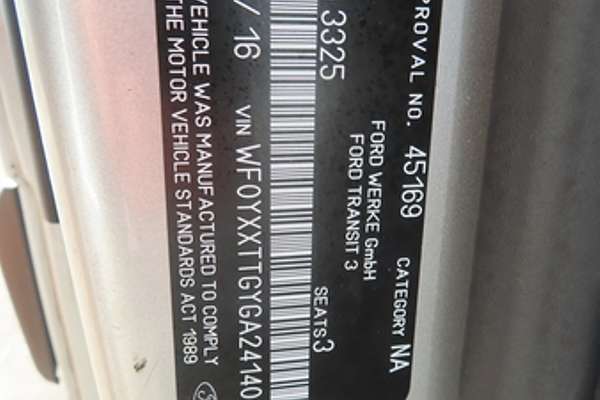 PROVAL NO. 45169 CATEGORY NA
FORD WERKE GmbH
FORD TRANSIT 3
3325 SEATS 3
/ 16 VIN WF0YXXTTGYGA24140
VEHICLE WAS MANUFACTURED TO COMPLY
THE MOTOR VEHICLE STANDARDS ACT 1989